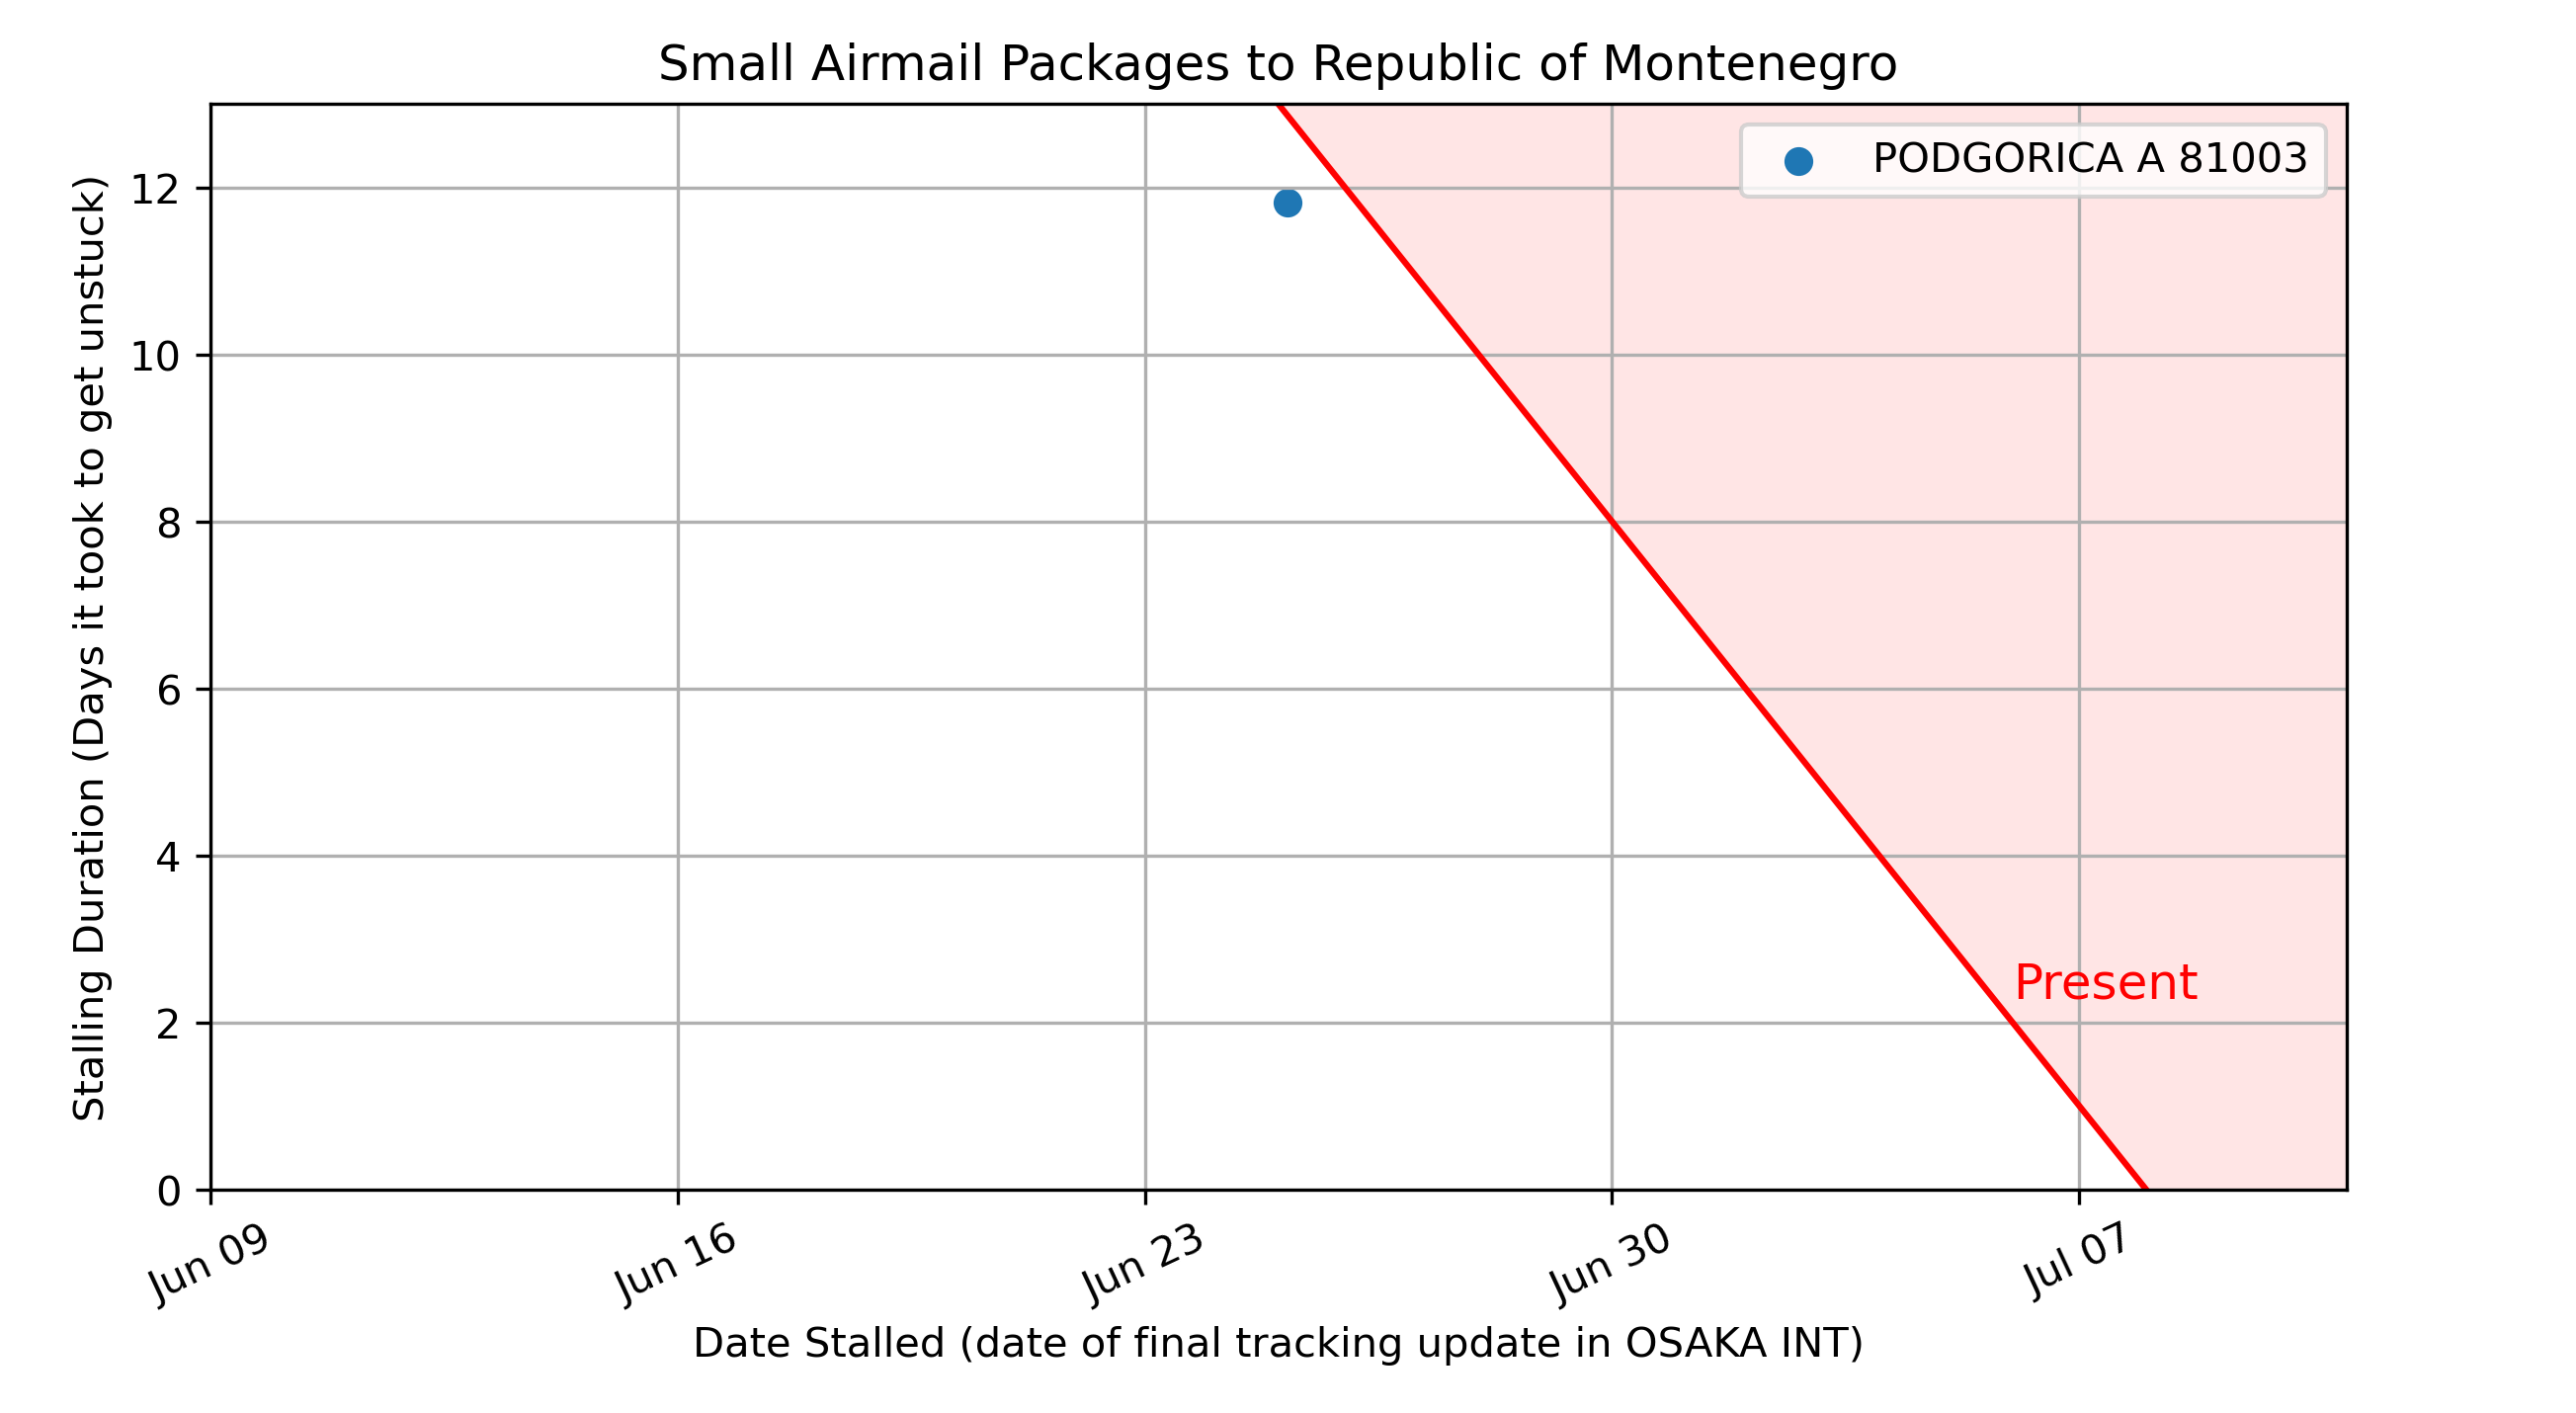 Small Airmail Packages to Republic of Montenegro
PODGORICA A 81003
Stalling Duration (Days it took to get unstuck)
12
10
8
6
4
2
0
Present
Jun 09
Jun 16
Jun 23
Jun 30
Jul 07
Date Stalled (date of final tracking update in OSAKA INT)